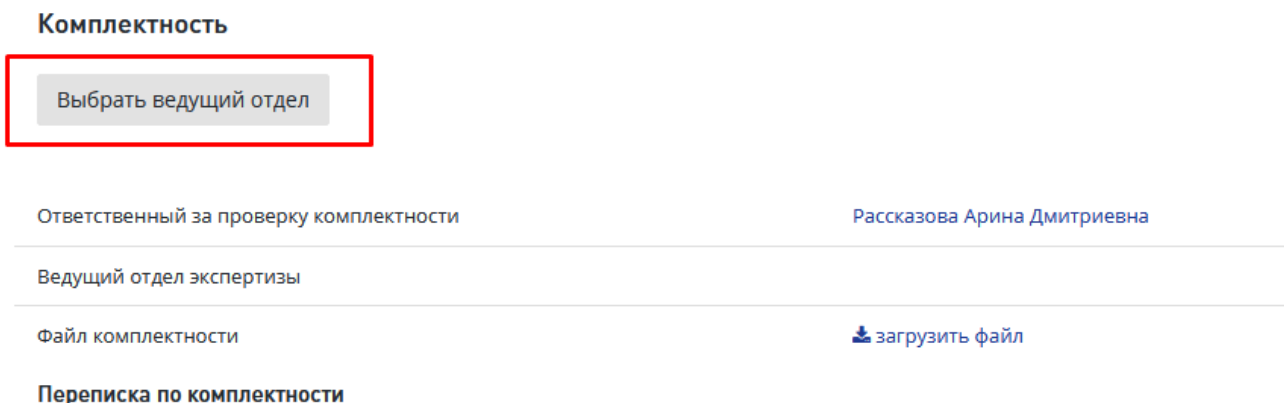 Комплектность
Выбрать ведущий отдел
Ответственный за проверку комплектности Рассказова Арина Дмитриевна
Ведущий отдел экспертизы
Файл комплектности загрузить файл
Переписка по комплектности